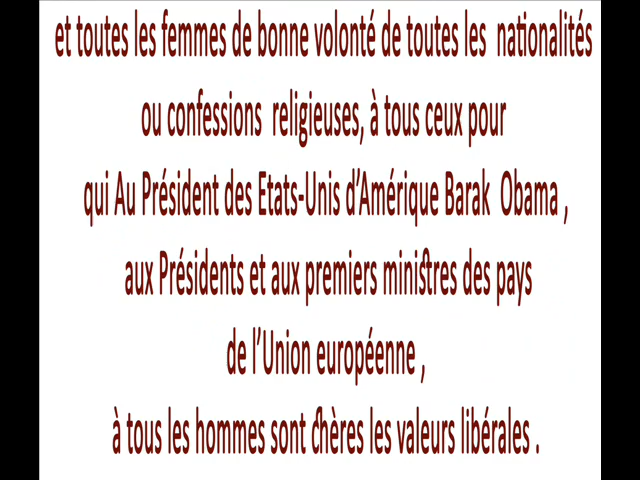 et toutes les femmes de bonne volonté de toutes les nationalités
ou confessions religieuses, à tous ceux pour
qui Au Président des Etats-Unis d'Amérique Barak Obama ,
aux Présidents et aux premiers ministres des pays
de l'Union européenne ,
à tous les hommes sont chères les valeurs libérales .